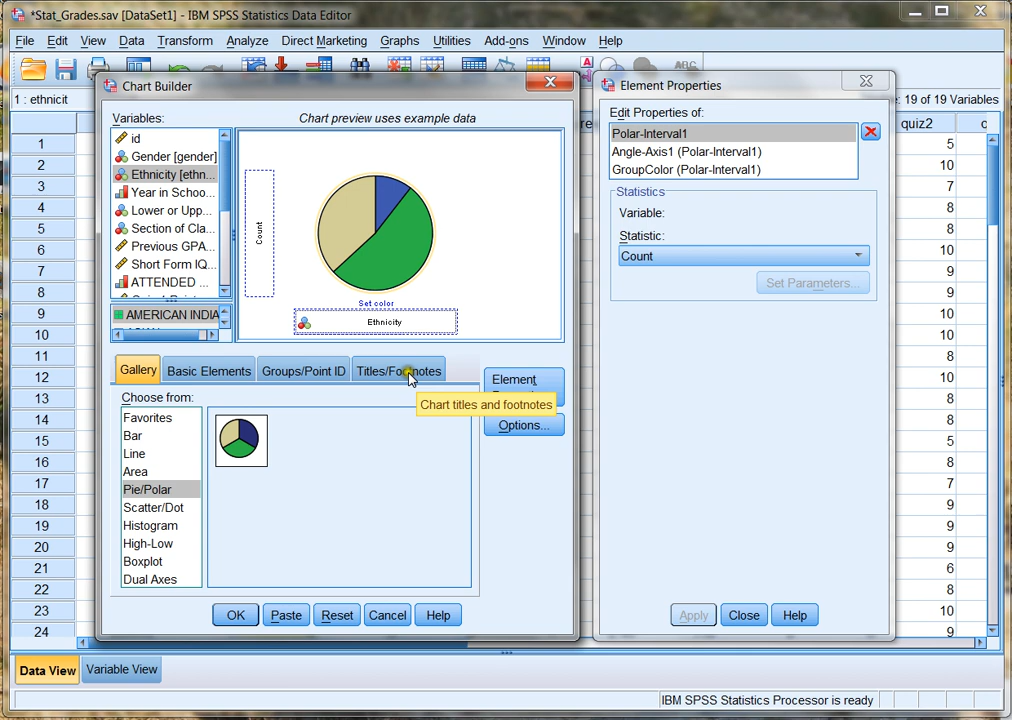 *Stat_Grades.sav [DataSet1] - IBM SPSS Statistics Data Editor
File Edit View Data Transform Analyze Direct Marketing Graphs Utilities Add-ons Window Help
1 : ethnicit
: 19 of 19 Variables
quiz2
1 5
2 10
3 7
4 8
5 8
6 10
7 9
8 9
9 10
10 10
11 8
12 10
13 8
14 8
15 5
16 8
17 7
18 9
19 9
20 9
21 6
22 8
23 10
24 9
Chart Builder
Variables:
Chart preview uses example data
id
Gender [gender]
Ethnicity [ethn...
Year in Schoo...
Lower or Upp...
Section of Cla...
Previous GPA...
Short Form IQ...
ATTENDED ...
AMERICAN INDIA
Count
Set color
Ethnicity
Gallery Basic Elements Groups/Point ID Titles/Footnotes
Element
Chart titles and footnotes
Options...
Choose from:
Favorites
Bar
Line
Area
Pie/Polar
Scatter/Dot
Histogram
High-Low
Boxplot
Dual Axes
OK Paste Reset Cancel Help
Element Properties
Edit Properties of:
Polar-Interval1
Angle-Axis1 (Polar-Interval1)
GroupColor (Polar-Interval1)
Statistics
Variable:
Statistic:
Count
Set Parameters...
Apply Close Help
Data View Variable View
IBM SPSS Statistics Processor is ready